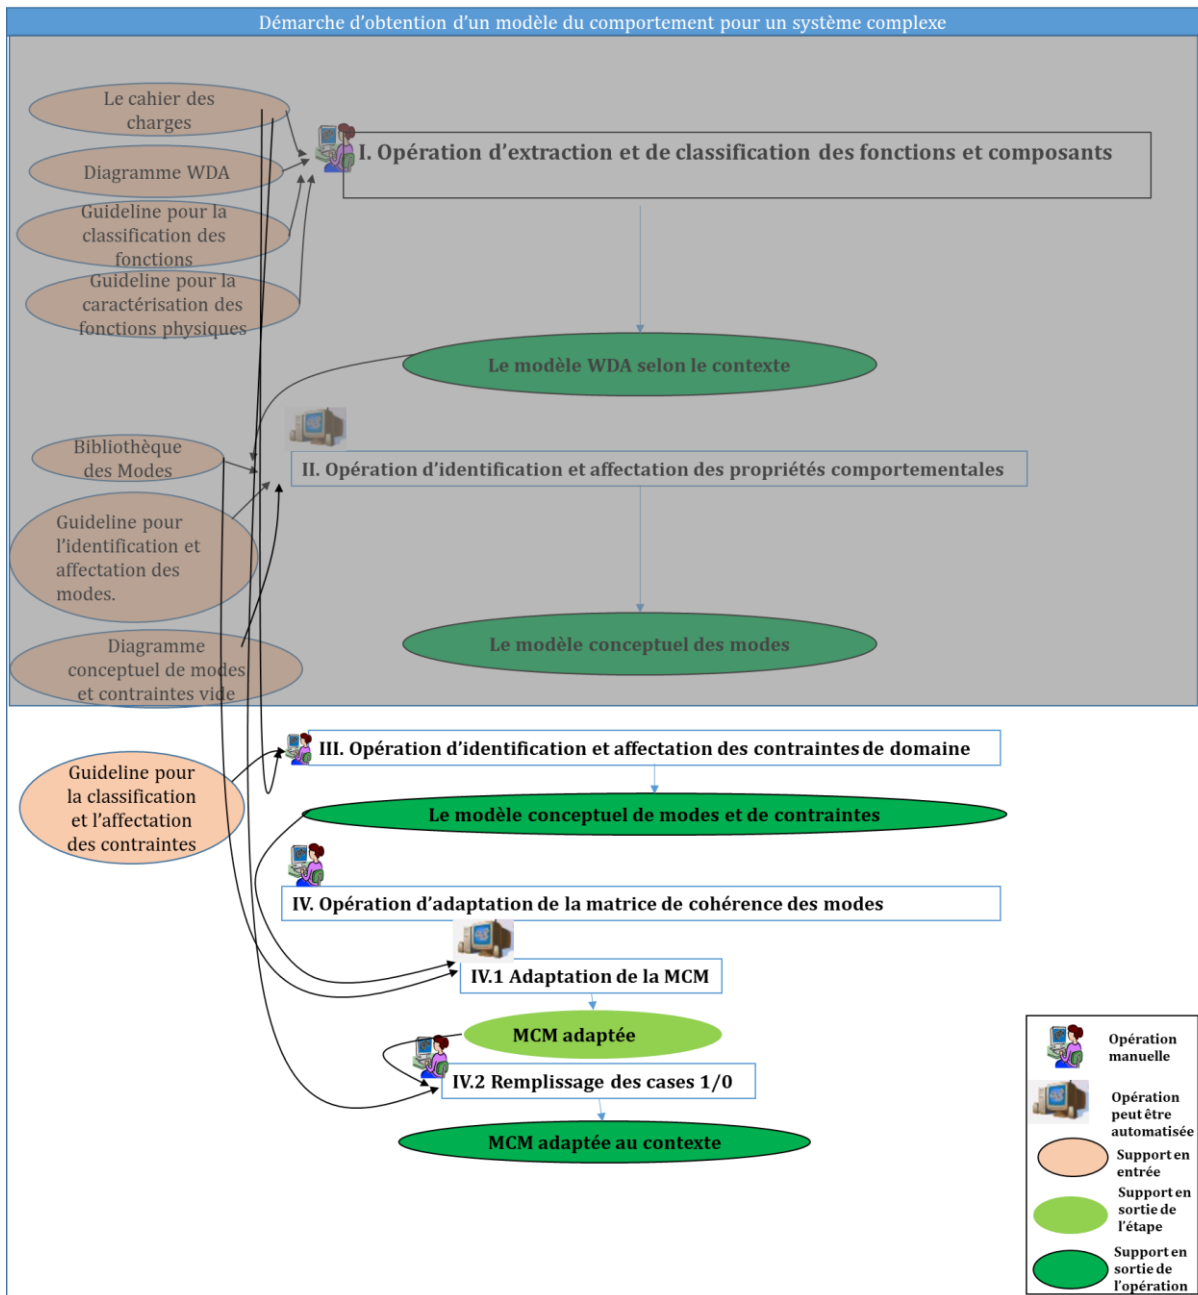 Démarche d’obtention d’un modèle du comportement pour un système complexe
Le cahier des
charges
I. Opération d’extraction et de classification des fonctions et composants
Diagramme WDA
Guideline pour la
classification des
fonctions
Guideline pour la
caractérisation des
fonctions physiques
Le modèle WDA selon le contexte
Bibliothèque
des Modes
II. Opération d’identification et affectation des propriétés comportementales
Guideline pour
l’identification et
affectation des
modes.
Diagramme
conceptuel de modes
et contraintes vide
Le modèle conceptuel des modes
III. Opération d’identification et affectation des contraintes de domaine
Guideline pour
la classification
et l’affectation
des contraintes
Le modèle conceptuel de modes et de contraintes
IV. Opération d’adaptation de la matrice de cohérence des modes
IV.1 Adaptation de la MCM
MCM adaptée
IV.2 Remplissage des cases 1/0
MCM adaptée au contexte
Opération
manuelle
Opération
peut être
automatisée
Support en
entrée
Support en
sortie de
l’étape
Support en
sortie de
l’opération